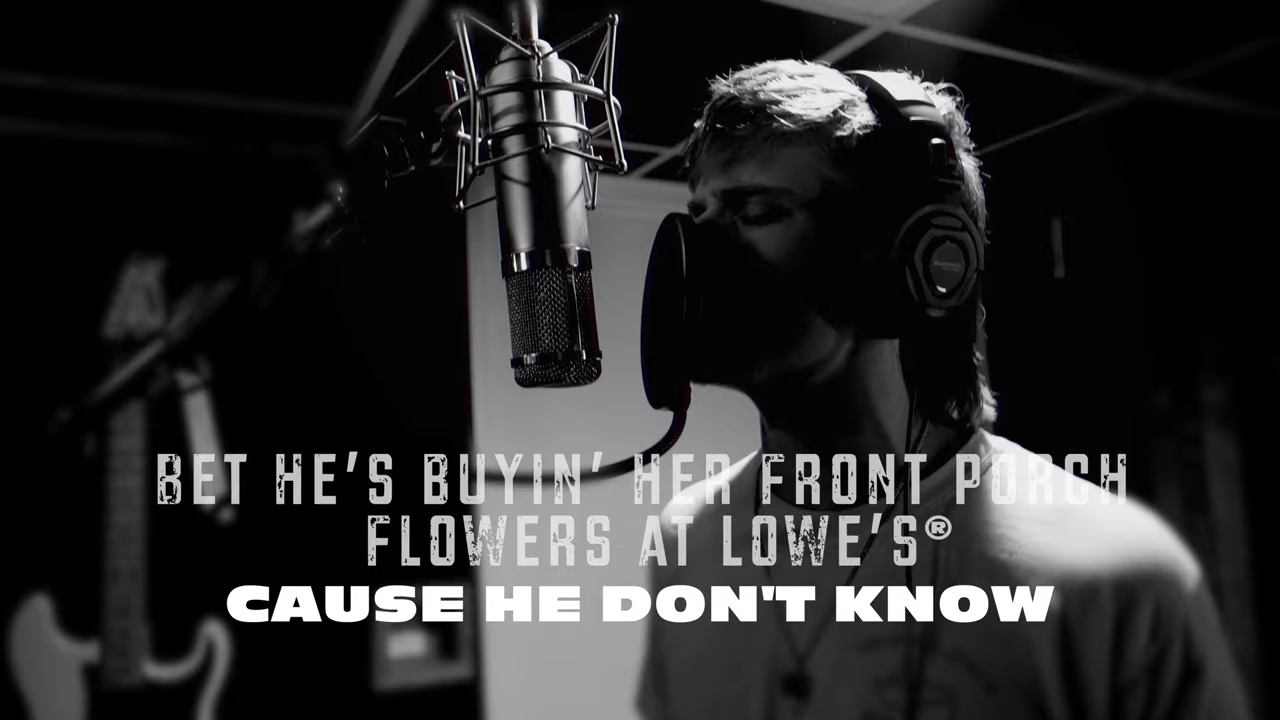 BET HE'S BUYIN' HER FRONT PORCH
FLOWERS AT LOWE'S®
CAUSE HE DON'T KNOW